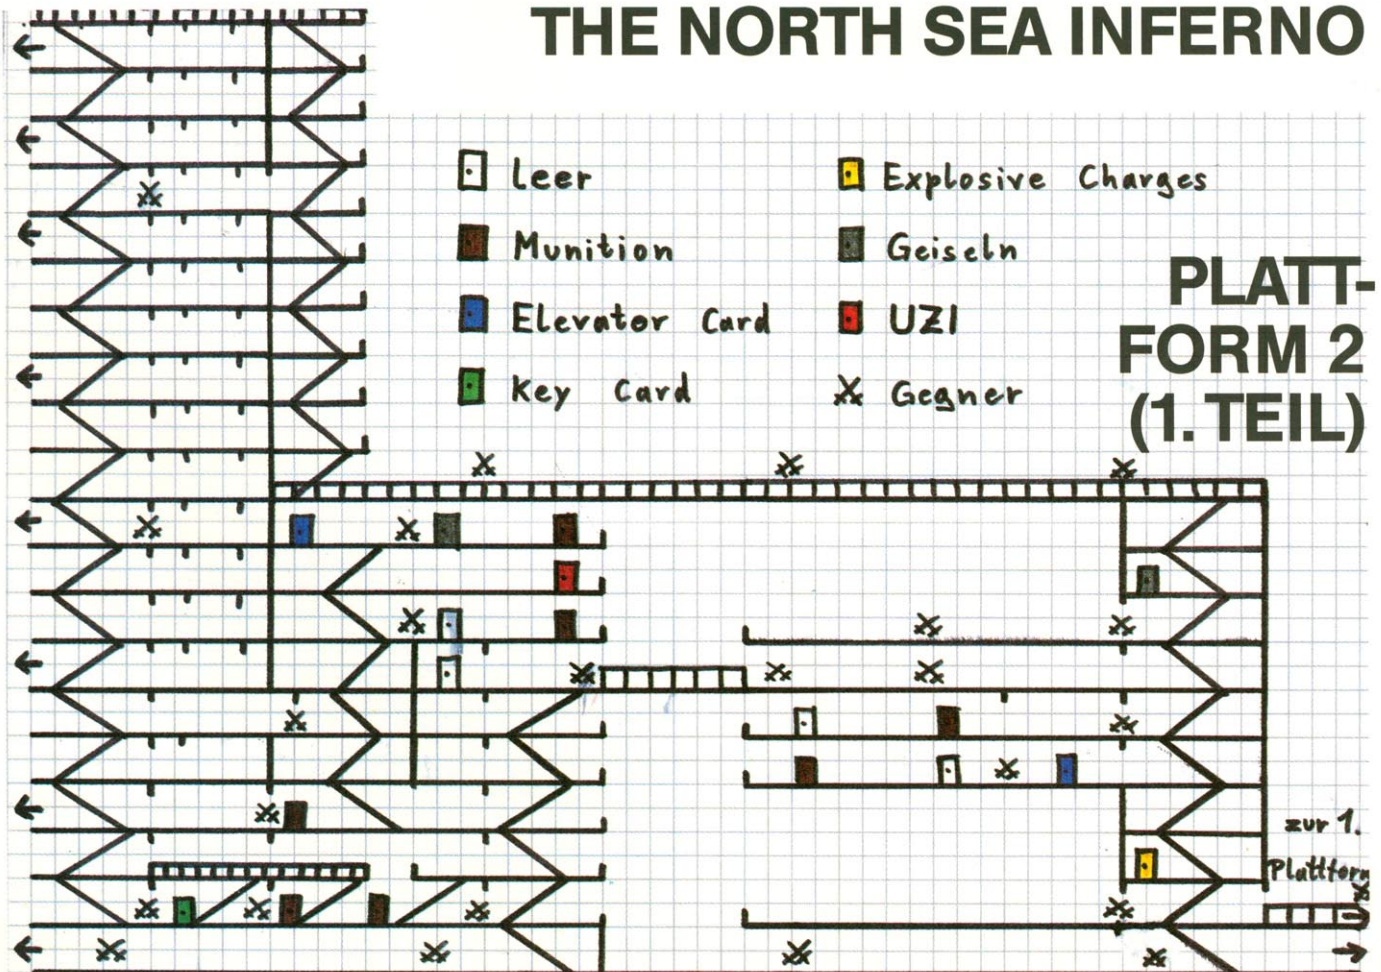 THE NORTH SEA INFERNO
Leer
Explosive Charges
Munition
Geiseln
Elevator Card
UZI
Key Card
Gegner
PLATT-
FORM 2
(1. TEIL)
zur 1.
Plattform